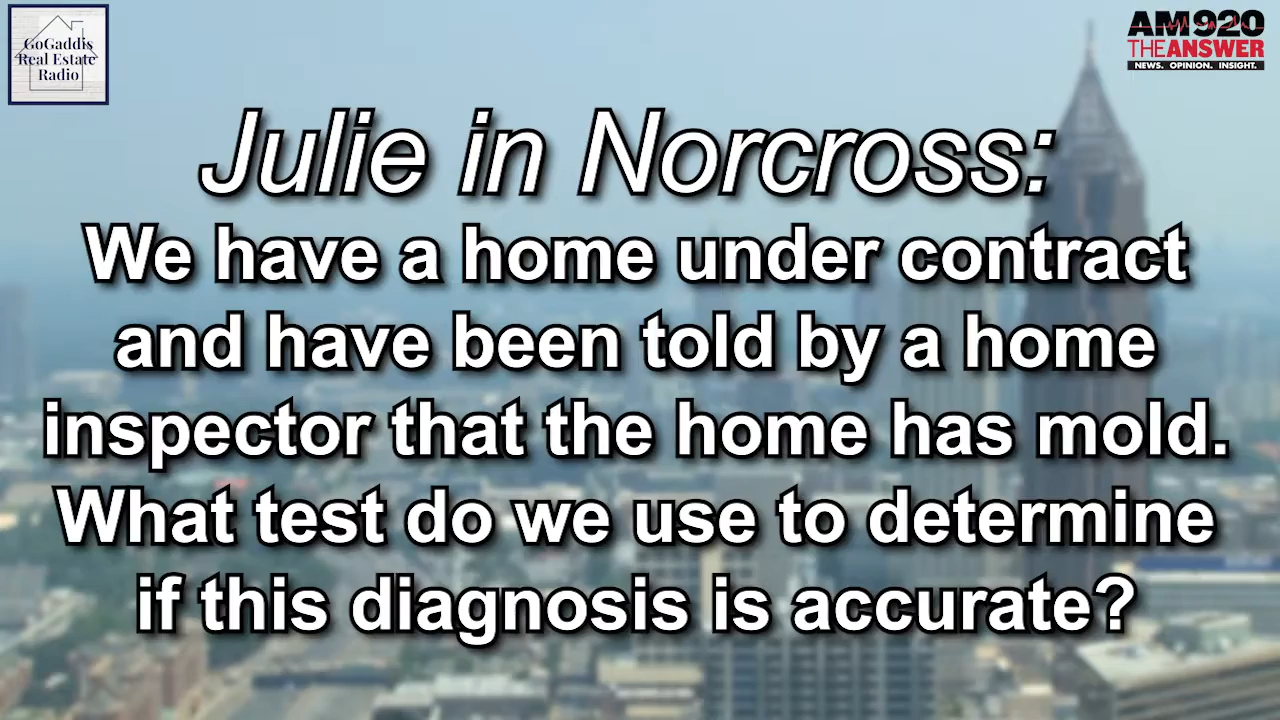 GoGaddis
Real Estate
Radio
AM 920
THE ANSWER
NEWS. OPINION. INSIGHT.
Julie in Norcross:
We have a home under contract
and have been told by a home
inspector that the home has mold.
What test do we use to determine
if this diagnosis is accurate?